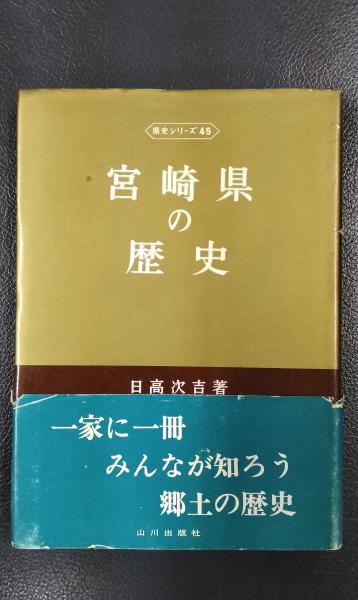 県史シリーズ 45
宮崎県
の
歴史
日高次吉著
一家に一冊
みんなが知ろう
郷土の歴史
山川出版社